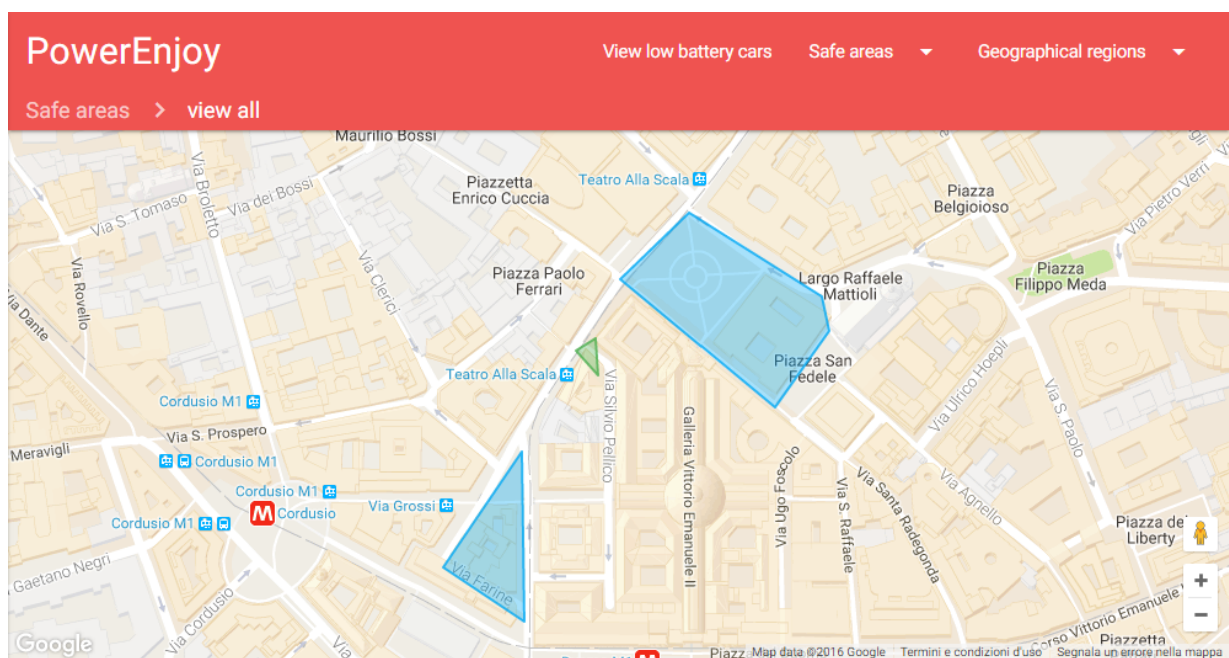 PowerEnjoy
View low battery cars
Safe areas
Geographical regions
Safe areas
view all
Maurilio Bossi
Via Broletto
Via dei Bossi
Via S. Tomaso
Piazzetta
Enrico Cuccia
Teatro Alla Scala
Piazza
Belgioioso
Via Pietro Verri
Via Rovello
Via Dante
Via Clerici
Piazza Paolo
Ferrari
Largo Raffaele
Mattioli
Piazza
Filippo Meda
Piazza San
Fedele
Teatro Alla Scala
Via Silvio Pellico
Galleria Vittorio Emanuele II
Via Ulrico Hoepli
Via S. Paolo
Cordusio M1
Via S. Prospero
Meravigli
Cordusio M1
Cordusio M1
M
Cordusio
Via Grossi
Cordusio M1
Via Ugo Foscolo
Via S. Raffaele
Via Santa Radegonda
Via Agnello
Piazza
Liberty
Gaetano Negri
Via Cordusio
Via Farine
+
−
Corso Vittorio Emanuele
Piazzetta
Google
Map data ©2016 Google
Termini e condizioni d'uso
Segnala un errore nella mappa